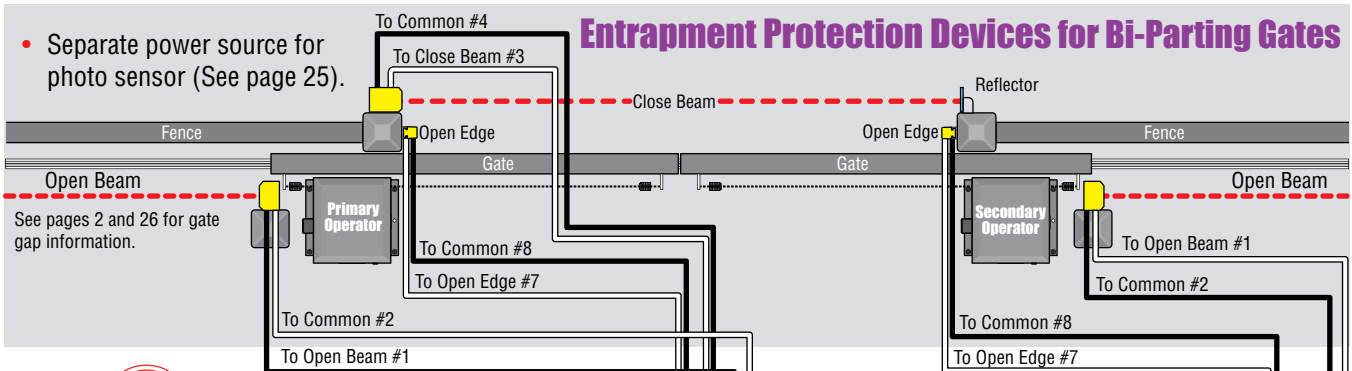 To Common #4
Entrapment Protection Devices for Bi-Parting Gates
• Separate power source for
photo sensor (See page 25).
To Close Beam #3
Close Beam
Reflector
Fence
Open Edge
Open Edge
Fence
Gate
Gate
Open Beam
Open Beam
See pages 2 and 26 for gate
gap information.
Primary
Operator
Secondary
Operator
To Common #8
To Open Beam #1
To Open Edge #7
To Common #2
To Common #2
To Common #8
To Open Beam #1
To Open Edge #7